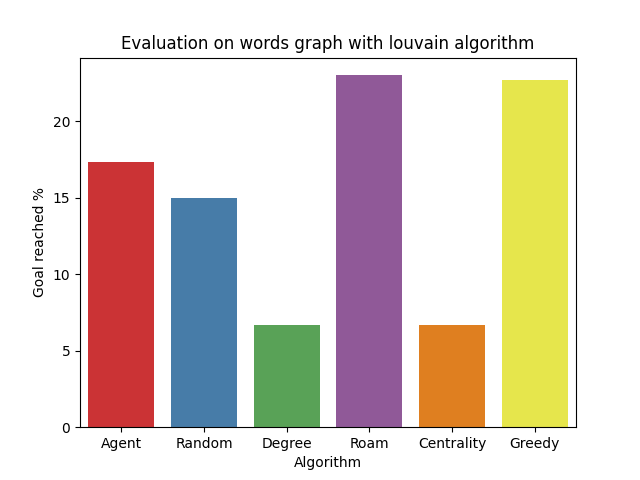 Evaluation on words graph with louvain algorithm
Goal reached %
20
15
10
5
0
Agent Random Degree Roam Centrality Greedy
Algorithm